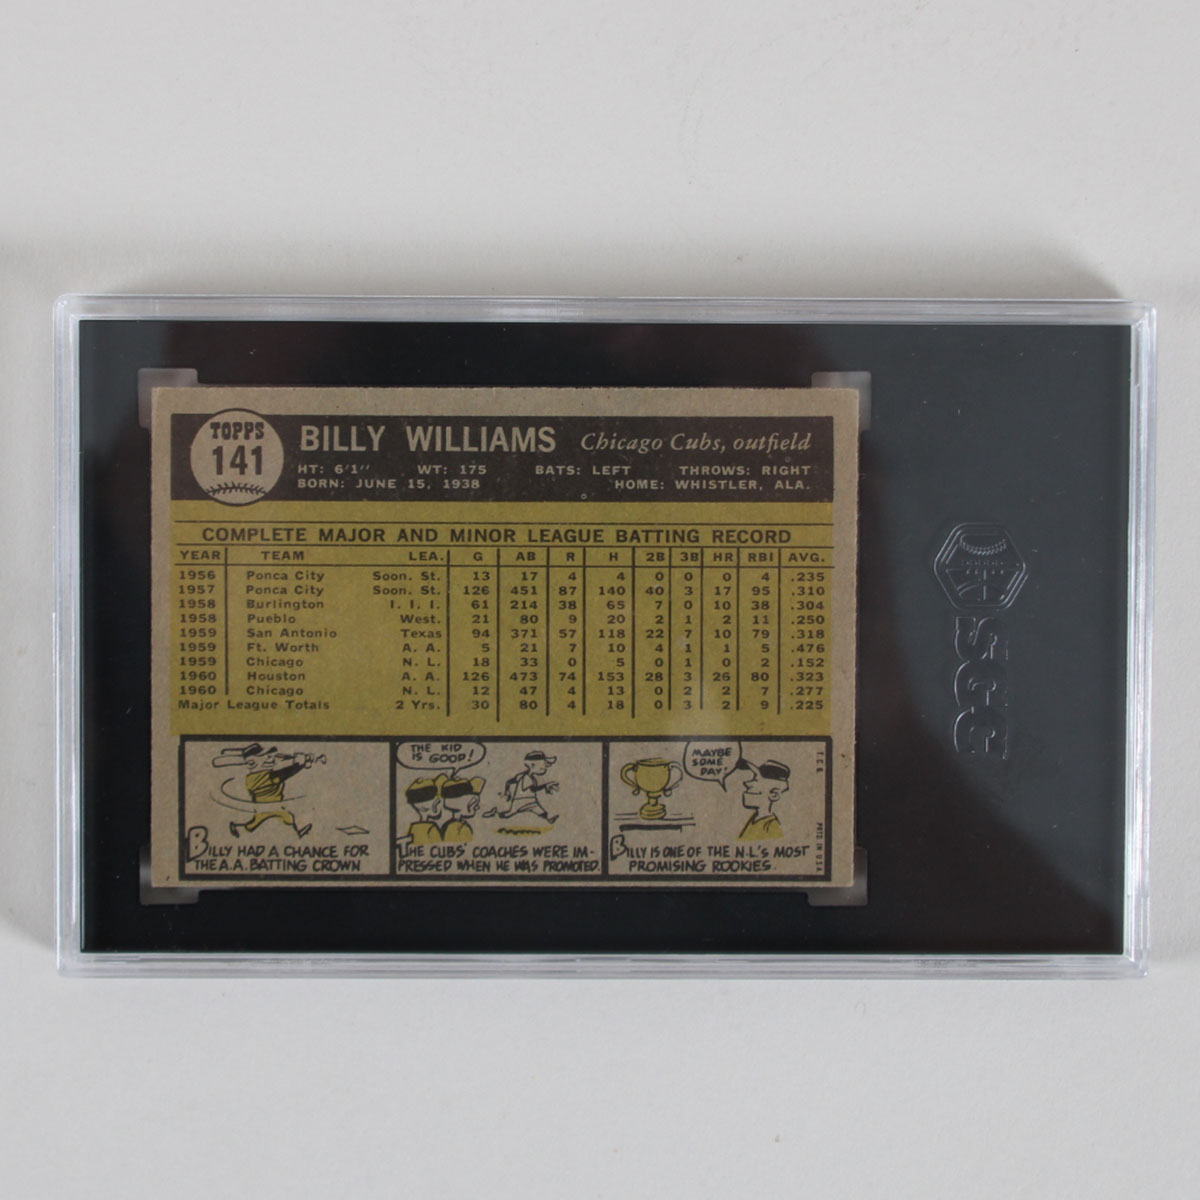 TOPPS
141
BILLY WILLIAMS Chicago Cubs, outfield
HT: 6'1" WT: 175 BATS: LEFT THROWS: RIGHT
BORN: JUNE 15, 1938 HOME: WHISTLER, ALA.
COMPLETE MAJOR AND MINOR LEAGUE BATTING RECORD
YEAR TEAM LEA. G AB R H 2B 3B HR RBI AVG.
1956 Ponca City Soon. St. 13 17 4 4 0 0 0 4 .235
1957 Ponca City Soon. St. 126 451 87 140 40 3 17 95 .310
1958 Burlington I. I. I. 61 214 38 65 7 0 10 38 .304
1958 Pueblo West. 21 80 9 20 2 1 2 11 .250
1959 San Antonio Texas 94 371 57 118 22 7 10 79 .318
1959 Ft. Worth A. A. 5 21 7 10 4 1 1 5 .476
1959 Chicago N. L. 18 33 0 5 0 1 0 2 .152
1960 Houston A. A. 126 473 74 153 28 3 26 80 .323
1960 Chicago N. L. 12 47 4 13 0 2 2 7 .277
Major League Totals 2 Yrs. 30 80 4 18 0 3 2 9 .225
BILLY HAD A CHANCE FOR
THE A.A. BATTING CROWN
THE KID
IS GOOD!
THE CUBS' COACHES WERE IM-
PRESSED WHEN HE WAS PROMOTED.
MAYBE
SOME
DAY!
BILLY IS ONE OF THE N.L.'S MOST
PROMISING ROOKIES.
T.C.G.
PRTD. IN U.S.A.
SGC